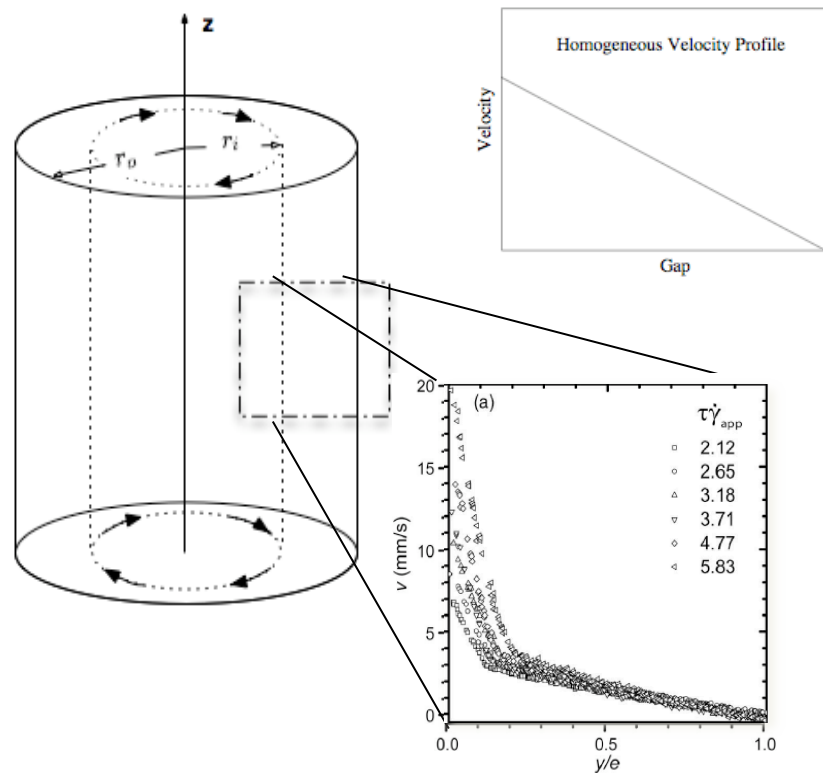 z
r_i
r_o
Homogeneous Velocity Profile
Velocity
Gap
(a)
τγ̇_app
2.12
2.65
3.18
3.71
4.77
5.83
20
15
10
5
0
v (mm/s)
0.0 0.5 1.0
y/e